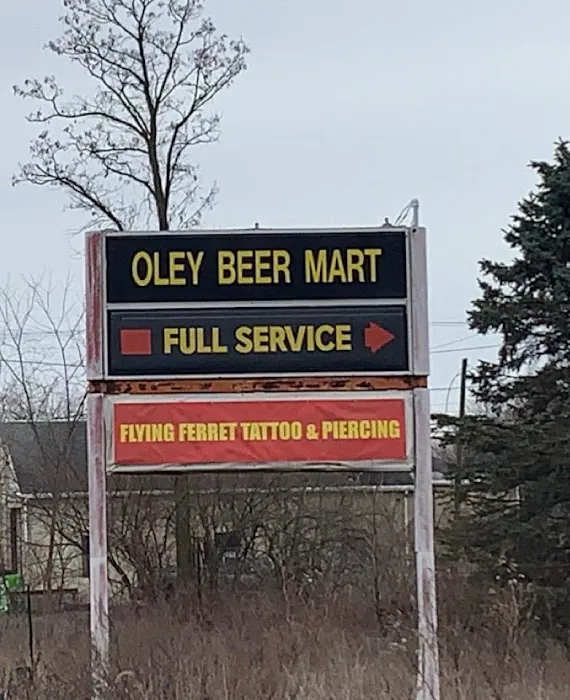 OLEY BEER MART
FULL SERVICE
FLYING FERRET TATTOO & PIERCING